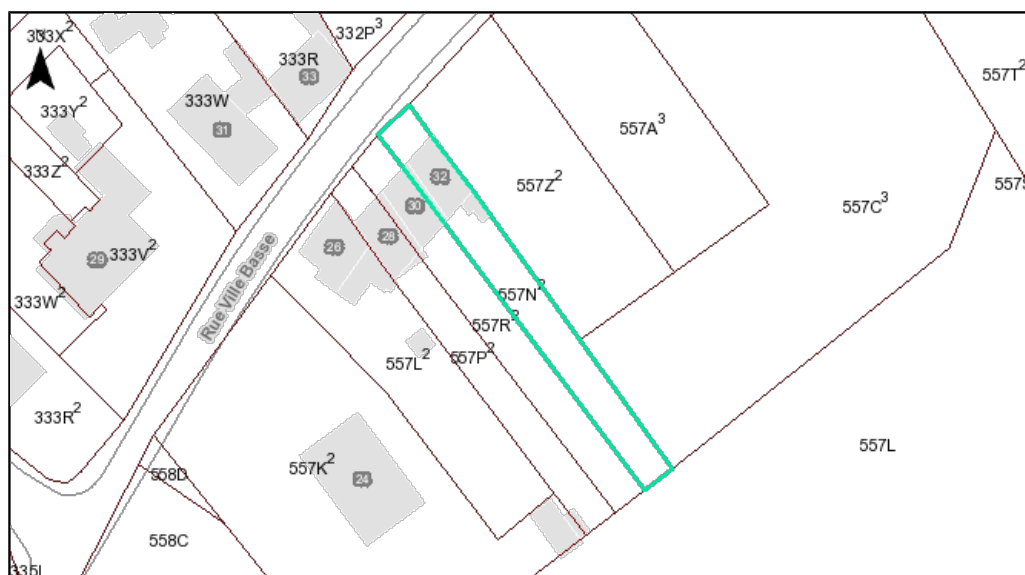 333X²
332P³
333R
33
557T²
333Y²
333W
31
557A³
333Z²
32
557Z²
557S
30
557C³
28
26
333V²
29
Rue Ville Basse
557N²
333W²
557R²
557P²
557L²
333R²
557L
557K²
24
558D
558C
335L